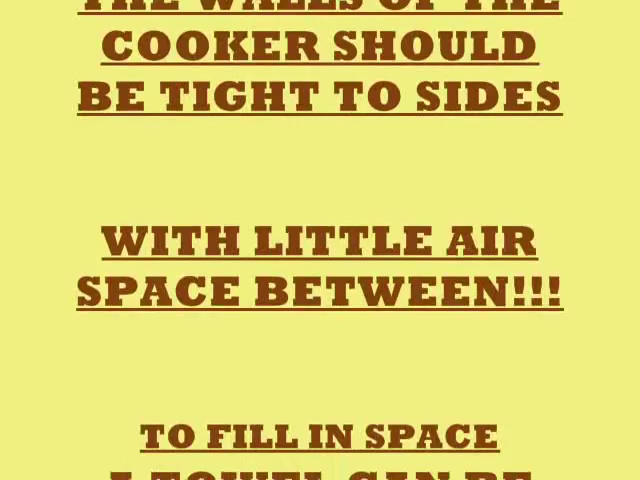 THE WALLS OF THE
COOKER SHOULD
BE TIGHT TO SIDES
WITH LITTLE AIR
SPACE BETWEEN!!!
TO FILL IN SPACE
A TOWEL CAN BE